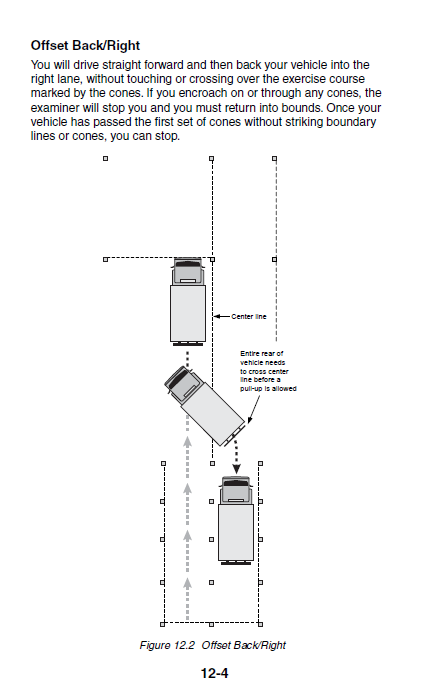 Offset Back/Right
You will drive straight forward and then back your vehicle into the
right lane, without touching or crossing over the exercise course
marked by the cones. If you encroach on or through any cones, the
examiner will stop you and you must return into bounds. Once your
vehicle has passed the first set of cones without striking boundary
lines or cones, you can stop.
Center line
Entire rear of
vehicle needs
to cross center
line before a
pull-up is allowed
Figure 12.2 Offset Back/Right
12-4